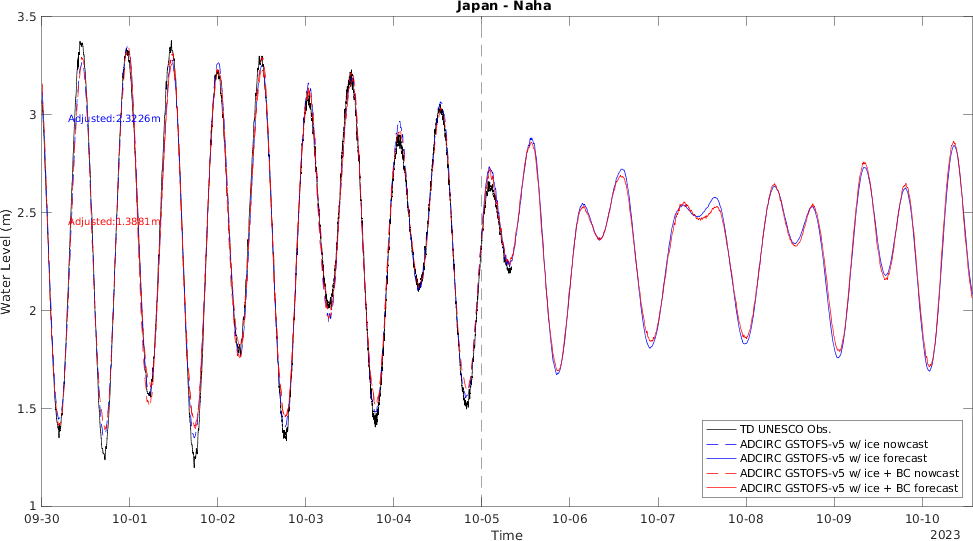 Japan - Naha
3.5
3
2.5
2
1.5
1
Water Level (m)
Adjusted:2.3226m
Adjusted:1.3881m
TD UNESCO Obs.
ADCIRC GSTOFS-v5 w/ ice nowcast
ADCIRC GSTOFS-v5 w/ ice forecast
ADCIRC GSTOFS-v5 w/ ice + BC nowcast
ADCIRC GSTOFS-v5 w/ ice + BC forecast
09-30 10-01 10-02 10-03 10-04 10-05 10-06 10-07 10-08 10-09 10-10
Time
2023